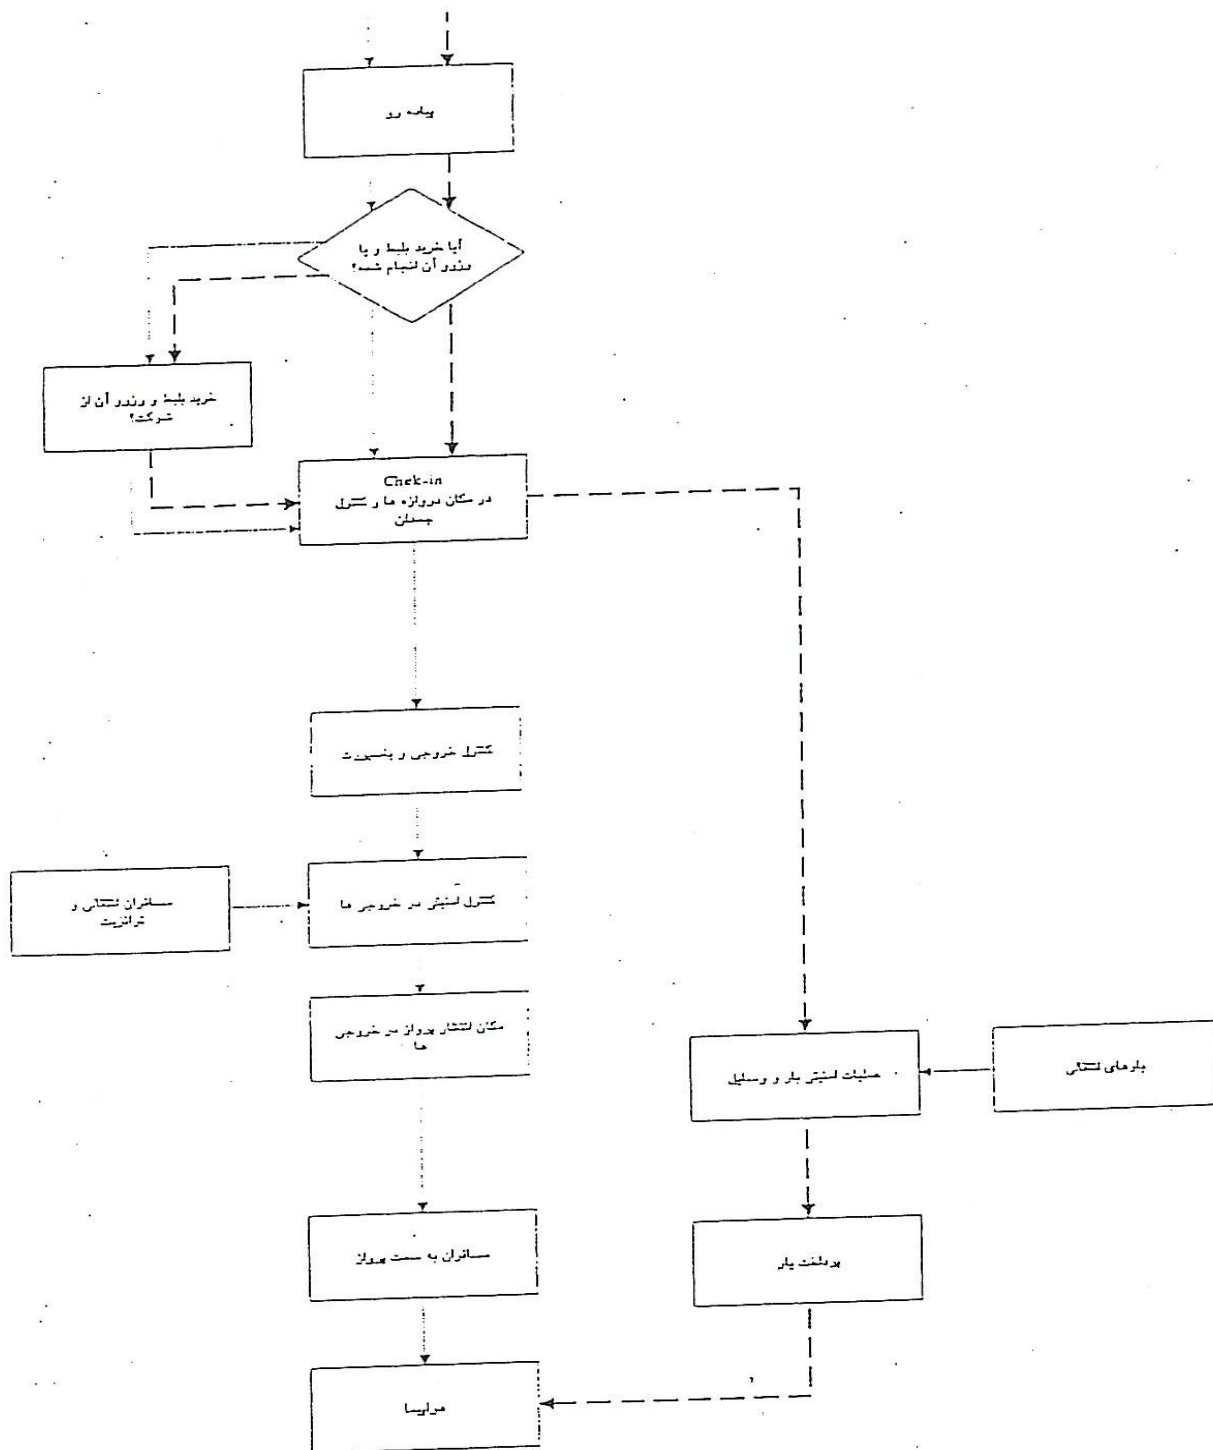 پیاده رو
آیا خرید بلیط و یا
رزرو آن انجام شده؟
خرید بلیط و رزرو آن از
شرکت؟
Chek-in
در مکان دروازه ها و کنترل
چمدان
کنترل خروجی و پاسپورت
مسافران انتقالی و
ترانزیت
کنترل امنیتی در خروجی ها
مکان انتظار پرواز در خروجی
ها
عملیات امنیتی بار و وسایل
بارهای انتقالی
مسافران به سمت پرواز
پرداخت بار
هواپیما